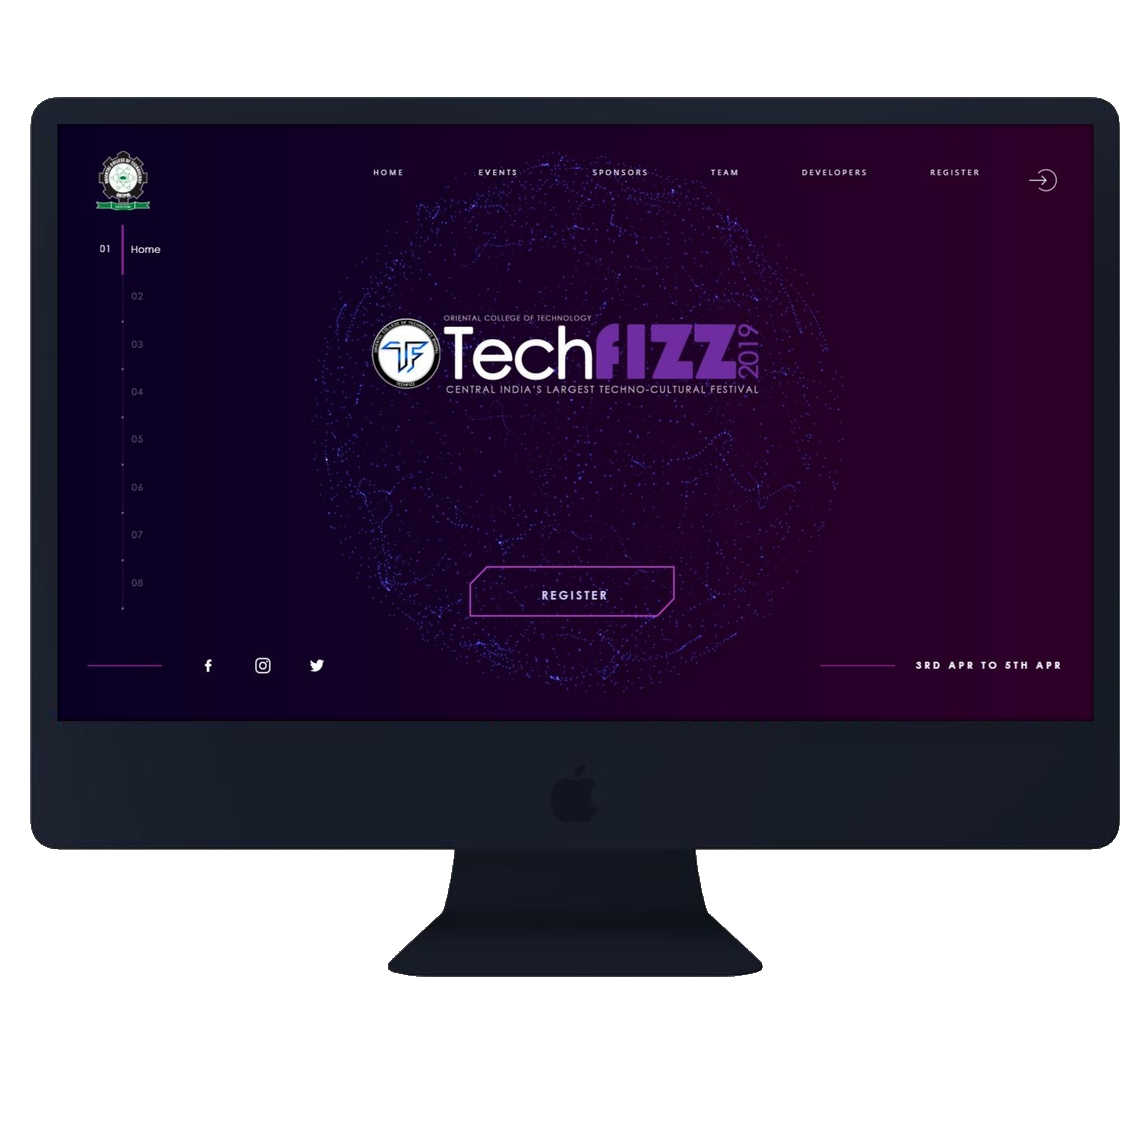 HOME EVENTS SPONSORS TEAM DEVELOPERS REGISTER
01 Home
02
03
04
05
06
07
08
ORIENTAL COLLEGE OF TECHNOLOGY
TechfIZZ 2019
CENTRAL INDIA'S LARGEST TECHNO-CULTURAL FESTIVAL
REGISTER
3RD APR TO 5TH APR